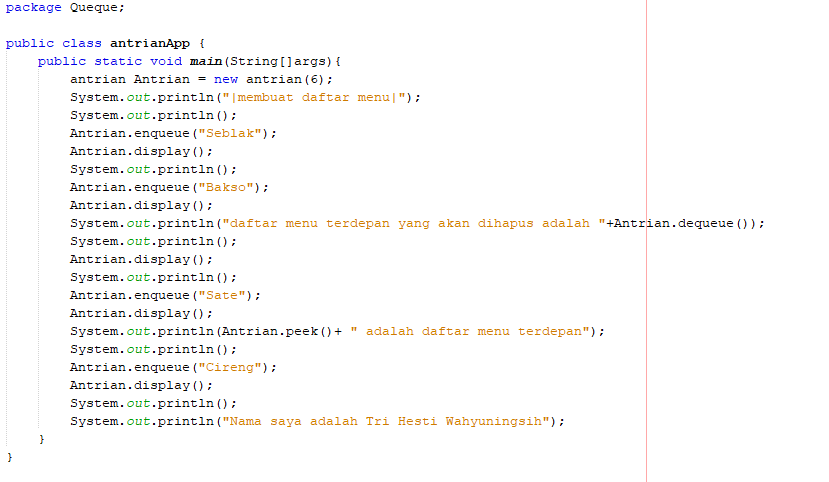 package Queque;
public class antrianApp {
public static void main(String[]args){
antrian Antrian = new antrian(6);
System.out.println("|membuat daftar menu|");
System.out.println();
Antrian.enqueue("Seblak");
Antrian.display();
System.out.println();
Antrian.enqueue("Bakso");
Antrian.display();
System.out.println("daftar menu terdepan yang akan dihapus adalah "+Antrian.dequeue());
System.out.println();
Antrian.display();
System.out.println();
Antrian.enqueue("Sate");
Antrian.display();
System.out.println(Antrian.peek()+ " adalah daftar menu terdepan");
System.out.println();
Antrian.enqueue("Cireng");
Antrian.display();
System.out.println();
System.out.println("Nama saya adalah Tri Hesti Wahyuningsih");
}
}